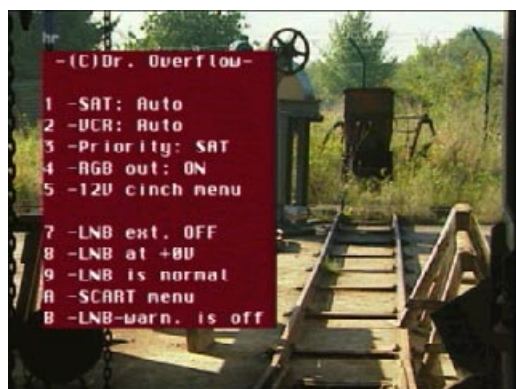 hr
-(C)Dr. Overflow-
1 -SAT: Auto
2 -VCR: Auto
3 -Priority: SAT
4 -RGB out: ON
5 -12V cinch menu
7 -LNB ext. OFF
8 -LNB at +0V
9 -LNB is normal
A -SCART menu
B -LNB-warn. is off